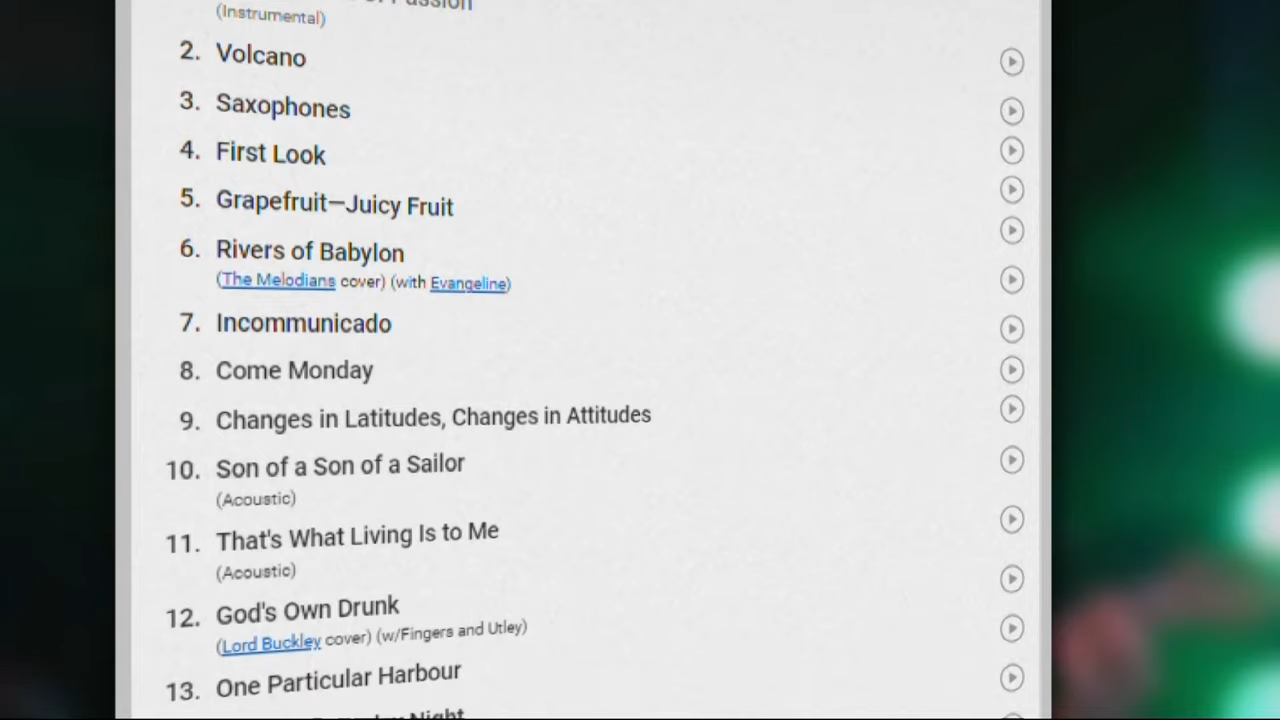 (Instrumental)
2. Volcano
3. Saxophones
4. First Look
5. Grapefruit—Juicy Fruit
6. Rivers of Babylon
(The Melodians cover) (with Evangeline)
7. Incommunicado
8. Come Monday
9. Changes in Latitudes, Changes in Attitudes
10. Son of a Son of a Sailor
(Acoustic)
11. That's What Living Is to Me
(Acoustic)
12. God's Own Drunk
(Lord Buckley cover) (w/Fingers and Utley)
13. One Particular Harbour
Night